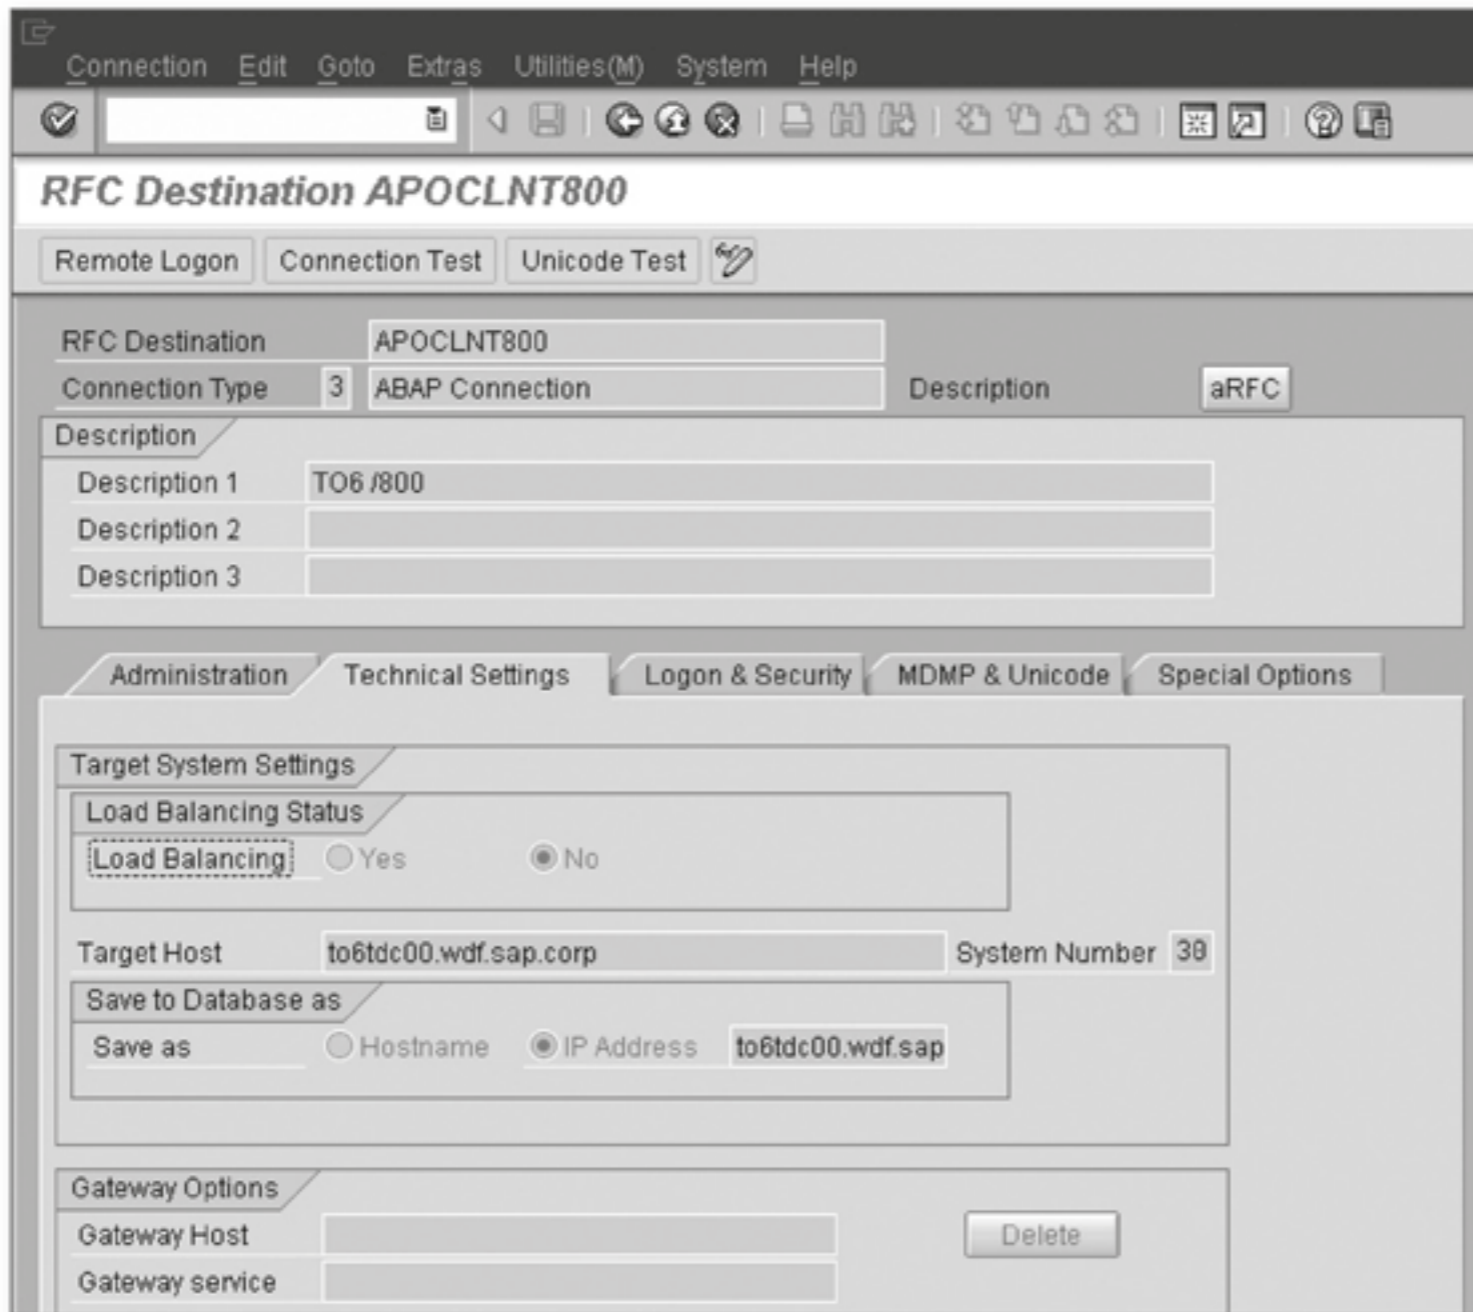 Connection Edit Goto Extras Utilities(M) System Help
RFC Destination APOCLNT800
Remote Logon Connection Test Unicode Test
RFC Destination APOCLNT800
Connection Type 3 ABAP Connection Description aRFC
Description
Description 1 TO6 /800
Description 2
Description 3
Administration Technical Settings Logon & Security MDMP & Unicode Special Options
Target System Settings
Load Balancing Status
Load Balancing Yes No
Target Host to6tdc00.wdf.sap.corp System Number 30
Save to Database as
Save as Hostname IP Address to6tdc00.wdf.sap
Gateway Options
Gateway Host Delete
Gateway service